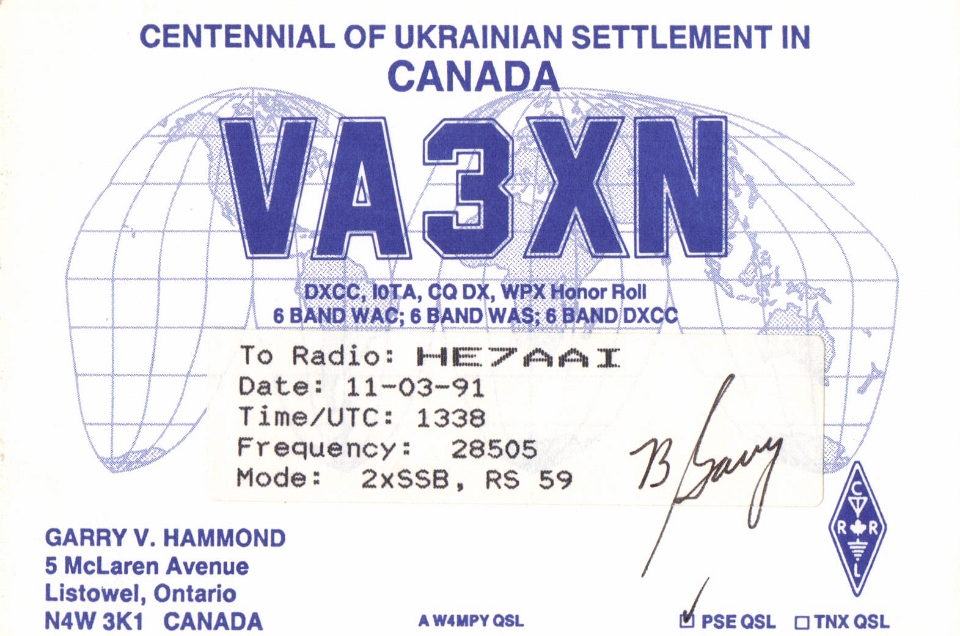 CENTENNIAL OF UKRAINIAN SETTLEMENT IN
CANADA
VA3XN
DXCC, IOTA, CQ DX, WPX Honor Roll
6 BAND WAC; 6 BAND WAS; 6 BAND DXCC
To Radio: HE7AAI
Date: 11-03-91
Time/UTC: 1338
Frequency: 28505
Mode: 2xSSB, RS 59
73 Garry
GARRY V. HAMMOND
5 McLaren Avenue
Listowel, Ontario
N4W 3K1 CANADA
A W4MPY QSL
C
R R
L
PSE QSL TNX QSL